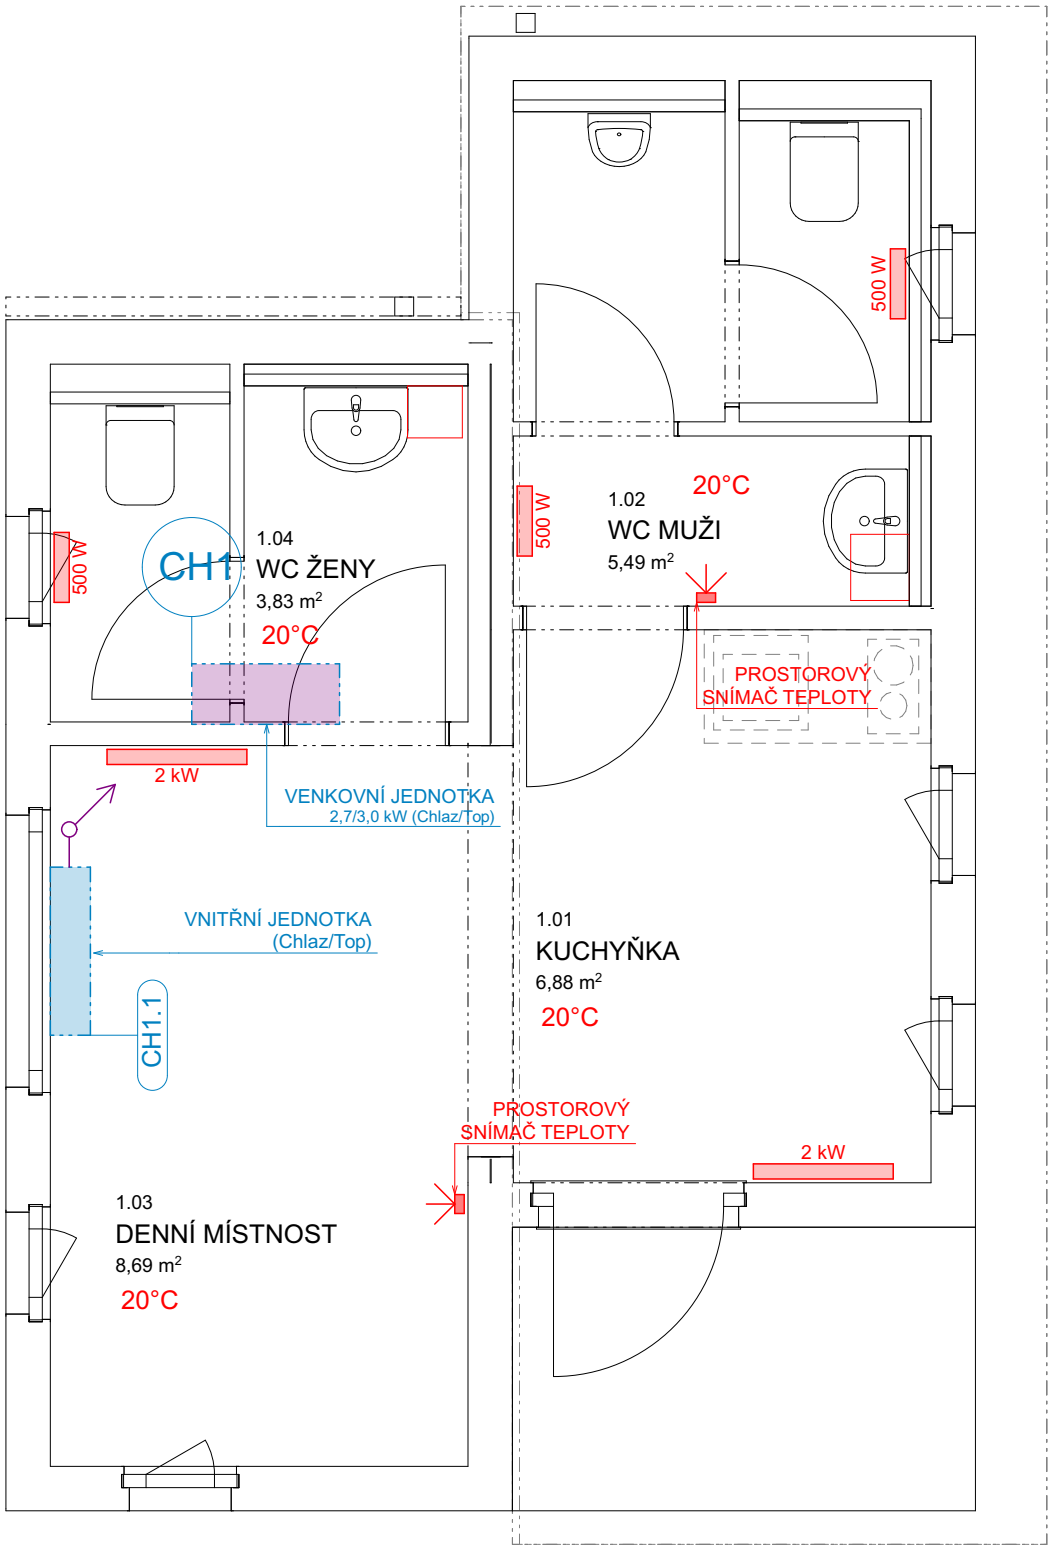 500 W
1.02
20°C
WC MUŽI
5,49 m²
500 W
1.04
WC ŽENY
3,83 m²
20°C
CH1
500 W
PROSTOROVÝ
SNÍMAČ TEPLOTY
2 kW
VENKOVNÍ JEDNOTKA
2,7/3,0 kW (Chlaz/Top)
VNITŘNÍ JEDNOTKA
(Chlaz/Top)
1.01
KUCHYŇKA
6,88 m²
20°C
CH1.1
PROSTOROVÝ
SNÍMAČ TEPLOTY
2 kW
1.03
DENNÍ MÍSTNOST
8,69 m²
20°C